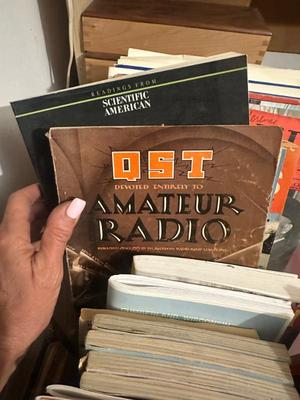 READINGS FROM
SCIENTIFIC
AMERICAN
QST
DEVOTED ENTIRELY TO
AMATEUR
RADIO